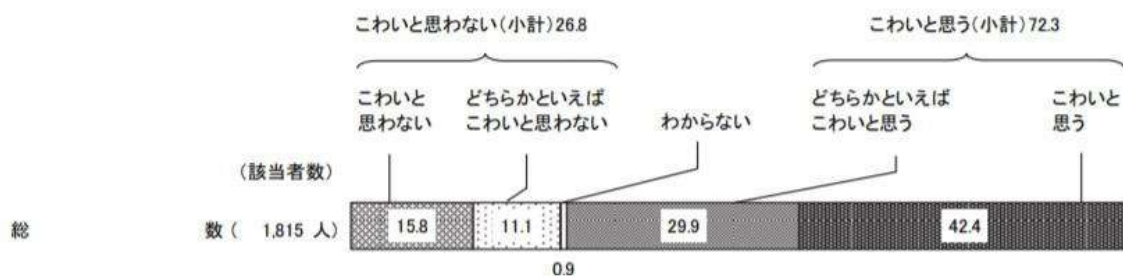 こわいと思わない(小計)26.8 こわいと思う(小計)72.3
こわいと どちらかといえば どちらかといえば こわいと
思わない こわいと思わない わからない こわいと思う 思う
(該当者数)
総 数 ( 1,815 人) 15.8 11.1 29.9 42.4
0.9